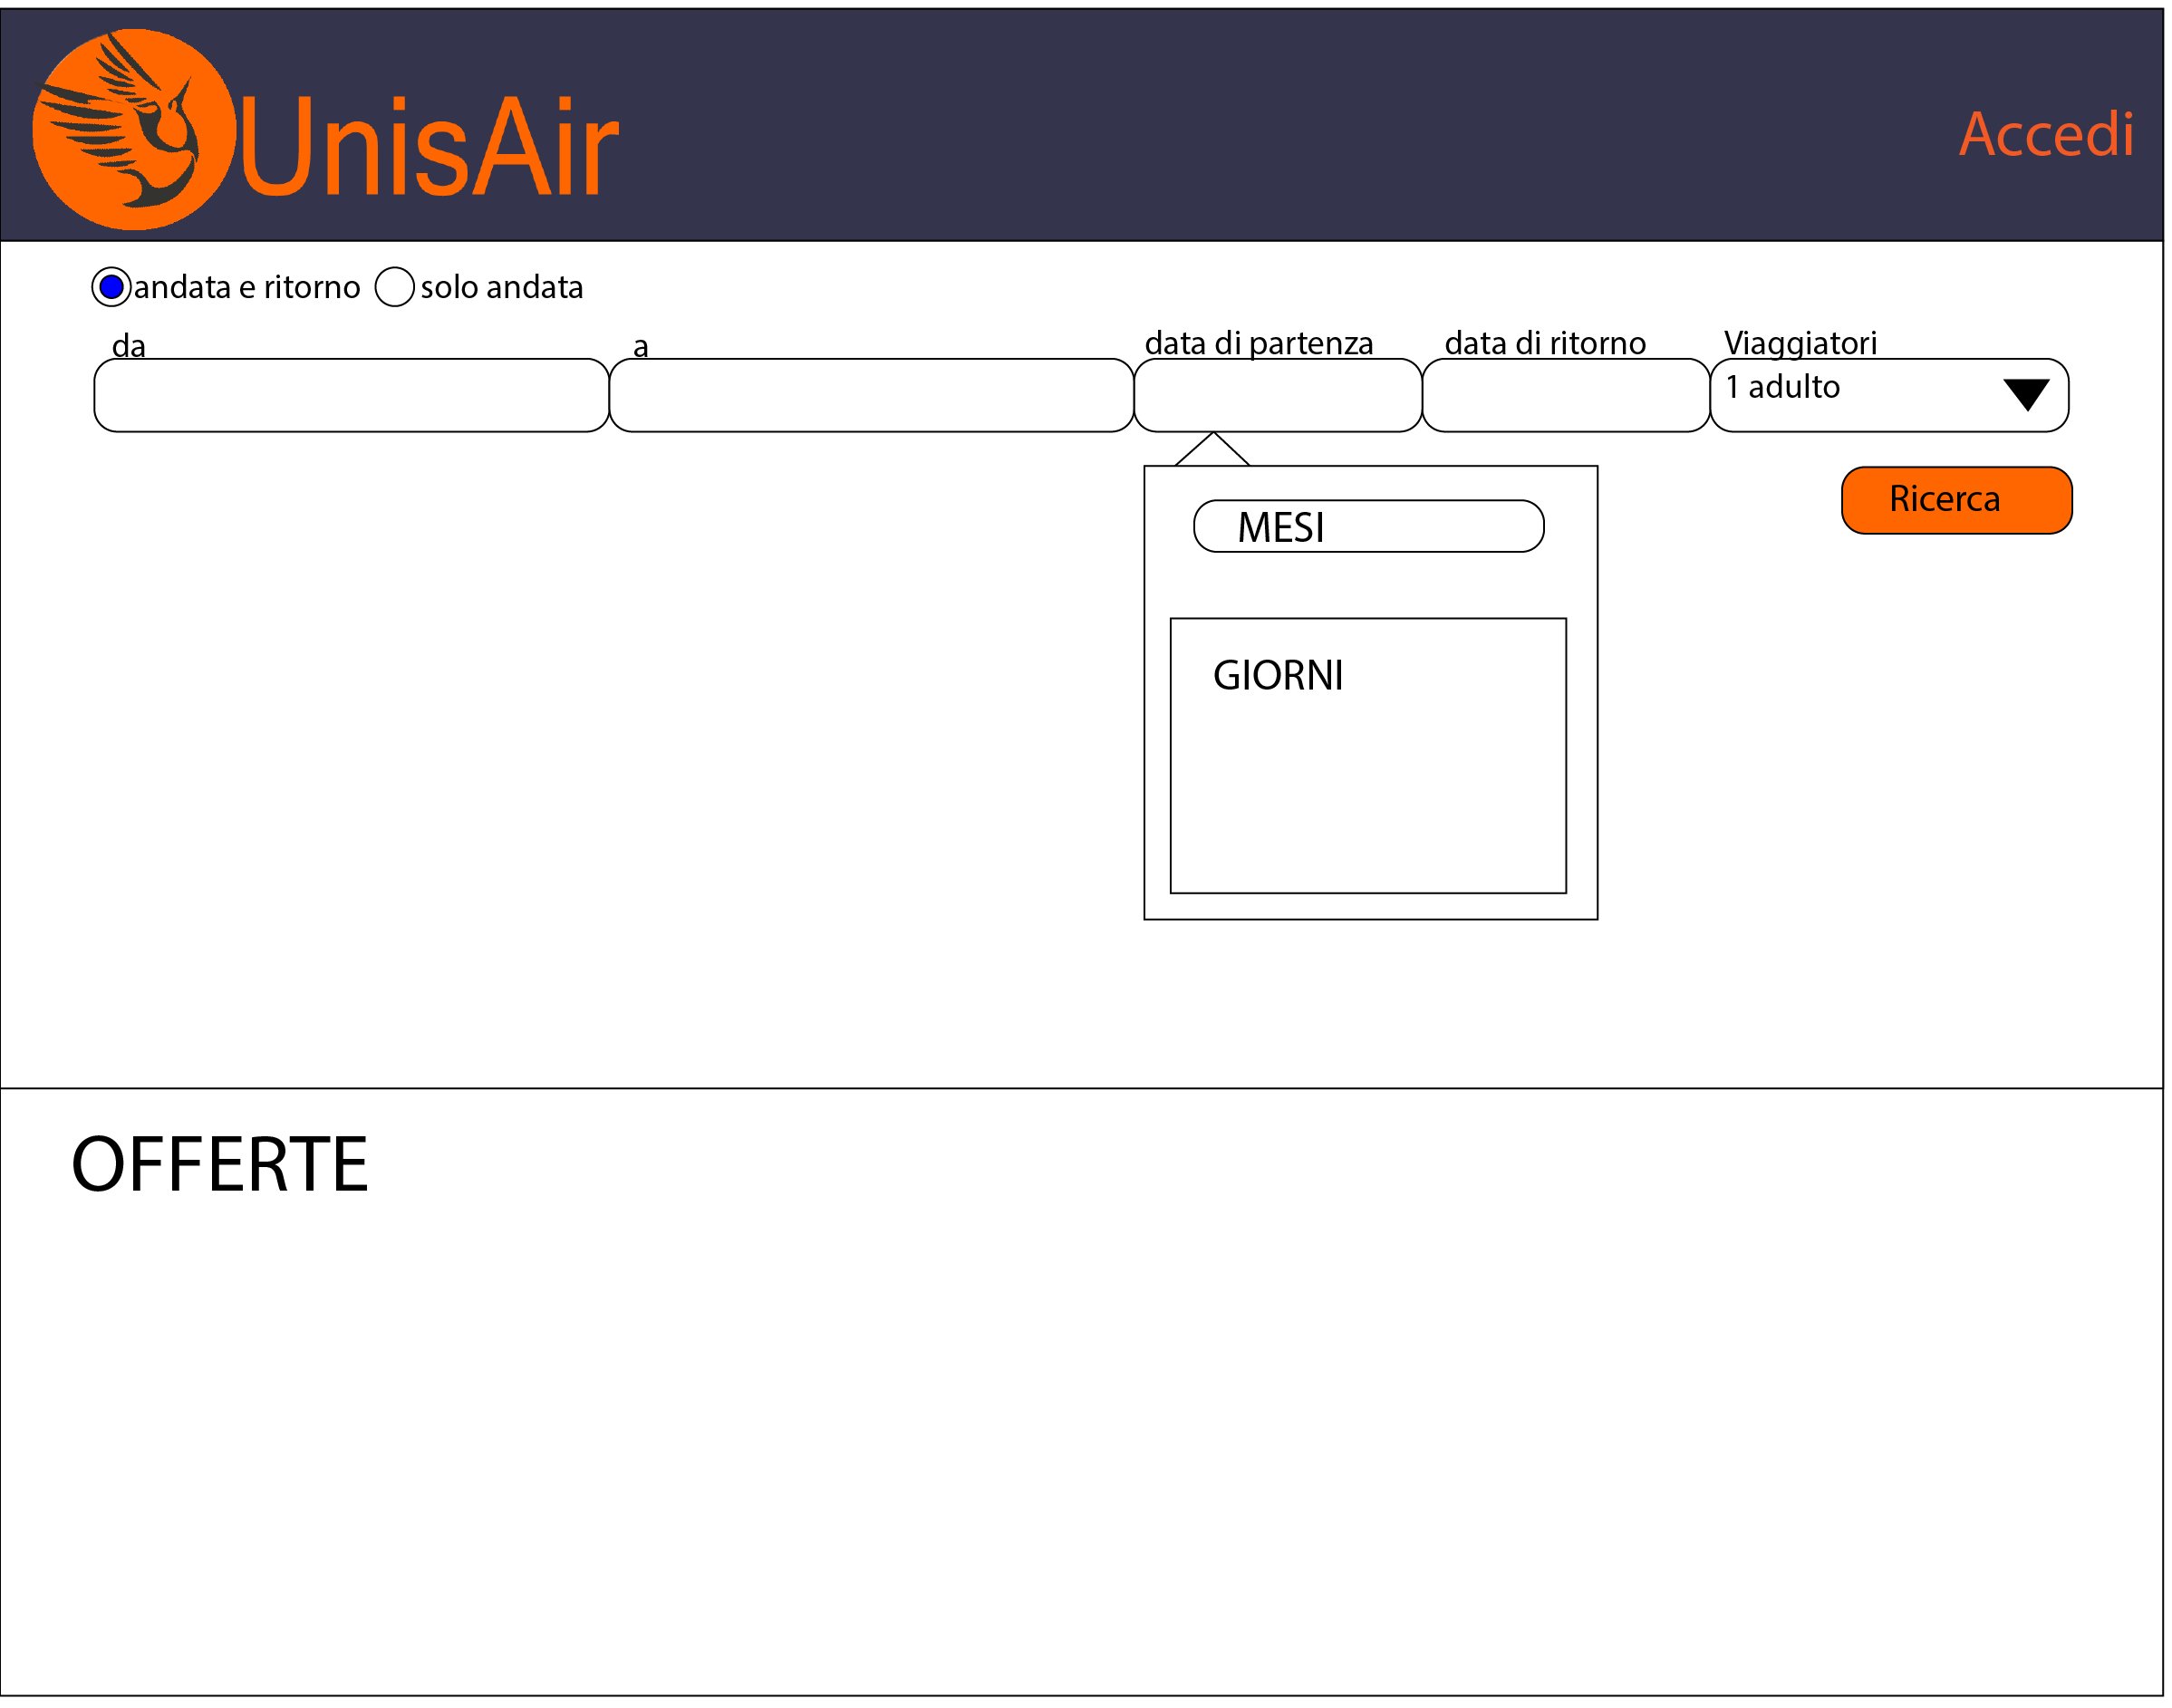 UnisAir
Accedi
andata e ritorno solo andata
da a data di partenza data di ritorno Viaggiatori
1 adulto
Ricerca
MESI
GIORNI
OFFERTE